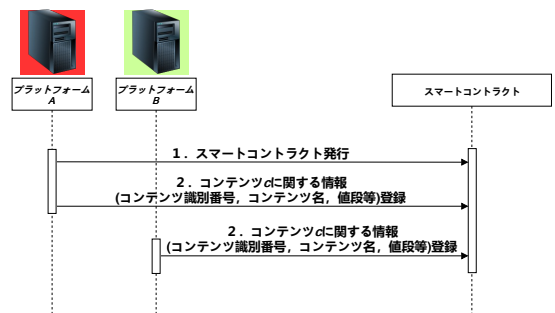 プラットフォーム
A
プラットフォーム
B
スマートコントラクト
1．スマートコントラクト発行
2．コンテンツcに関する情報
(コンテンツ識別番号，コンテンツ名，値段等)登録
2．コンテンツcに関する情報
(コンテンツ識別番号，コンテンツ名，値段等)登録